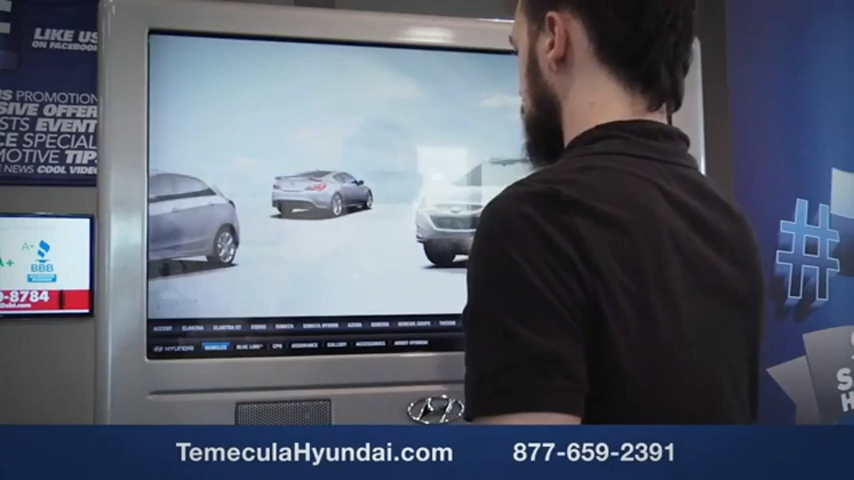 LIKE US
ON FACEBOOK
PROMOTION
SIVE OFFER
STS EVENT
CE SPECIAL
MOTIVE TIP
E NEWS COOL VIDE
A+
A+
BBB
-8784
ACCENT ELANTRA ELANTRA GT SONATA SONATA HYBRID AZERA GENESIS GENESIS COUPE TUCSON
HYUNDAI VEHICLES BLUE LINK CPO ASSURANCE GALLERY ACCESSORIES ABOUT HYUNDAI
#
S
S
H
TemeculaHyundai.com 877-659-2391